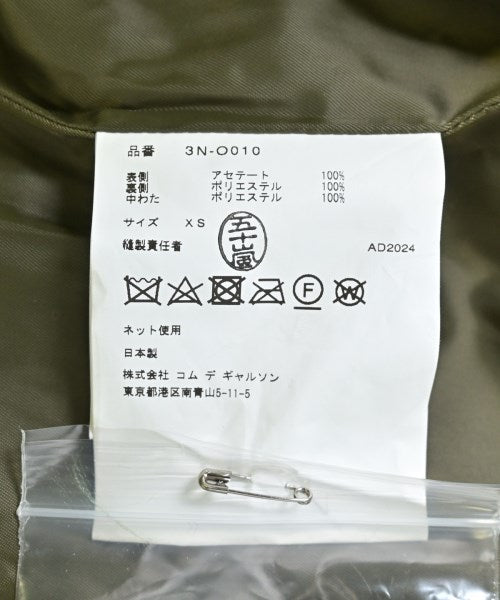 品番 3N-O010
表側 アセテート 100%
裏側 ポリエステル 100%
中わた ポリエステル 100%
サイズ XS
縫製責任者 五十嵐 AD2024
F W
ネット使用
日本製
株式会社 コム デ ギャルソン
東京都港区南青山5-11-5